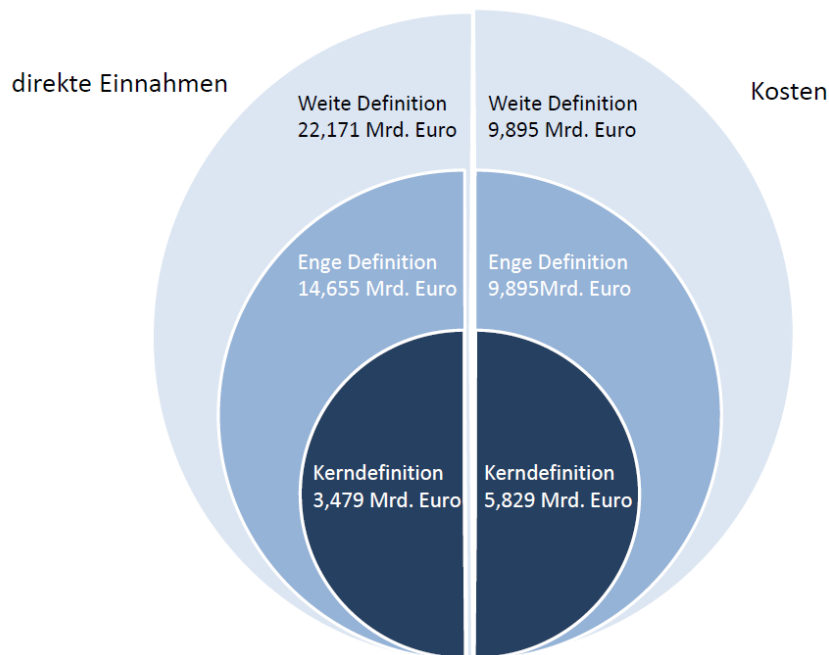 direkte Einnahmen
Kosten
Weite Definition
22,171 Mrd. Euro
Weite Definition
9,895 Mrd. Euro
Enge Definition
14,655 Mrd. Euro
Enge Definition
9,895Mrd. Euro
Kerndefinition
3,479 Mrd. Euro
Kerndefinition
5,829 Mrd. Euro